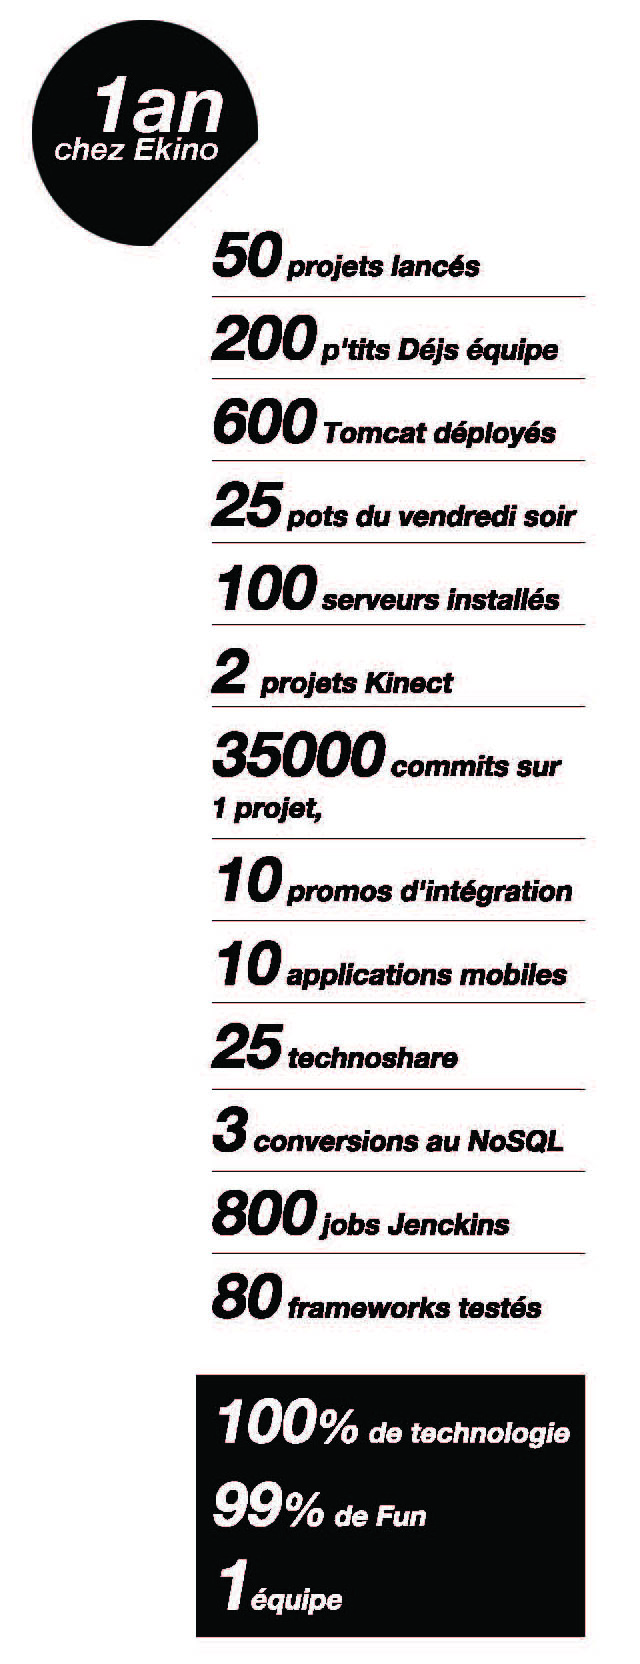 1an
chez Ekino
50 projets lancés
200 p'tits Déjs équipe
600 Tomcat déployés
25 pots du vendredi soir
100 serveurs installés
2 projets Kinect
35000 commits sur
1 projet,
10 promos d'intégration
10 applications mobiles
25 technoshare
3 conversions au NoSQL
800 jobs Jenckins
80 frameworks testés
100% de technologie
99% de Fun
1 équipe